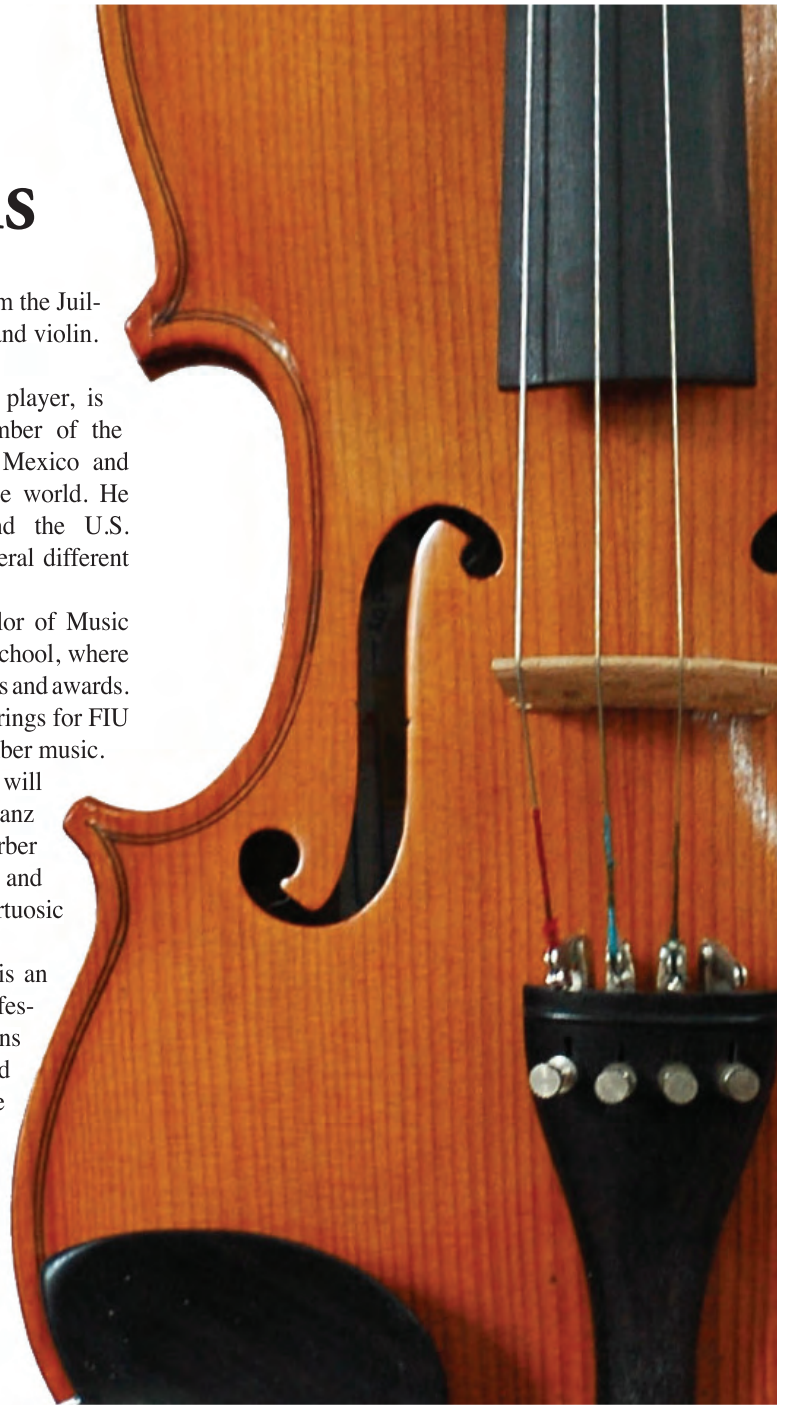 s
m the Juil-
nd violin.
player, is
mber of the
Mexico and
e world. He
nd the U.S.
eral different
lor of Music
chool, where
s and awards.
rings for FIU
ber music.
will
anz
rber
and
rtuosic
is an
fes-
ns
d
e